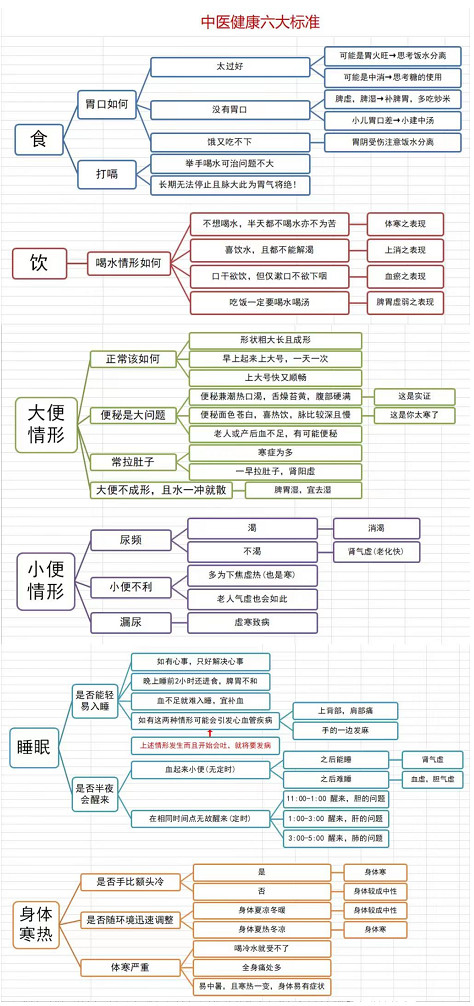 中医健康六大标准
食
胃口如何
太过好
可能是胃火旺→思考饭水分离
可能是中消→思考糖的使用
没有胃口
脾虚，脾湿→补脾胃，多吃炒米
小儿胃口差→小建中汤
饿又吃不下
胃阴受伤注意饭水分离
打嗝
举手喝水可治问题不大
长期无法停止且脉大此为胃气将绝！
饮
喝水情形如何
不想喝水，半天都不喝水亦不为苦
体寒之表现
喜饮水，且都不能解渴
上消之表现
口干欲饮，但仅漱口不欲下咽
血瘀之表现
吃饭一定要喝水喝汤
脾胃虚弱之表现
大便
情形
正常该如何
形状粗大长且成形
早上起来上大号，一天一次
上大号快又顺畅
便秘是大问题
便秘兼潮热口渴，舌燥苔黄，腹部硬满
这是实证
便秘面色苍白，喜热饮，脉比较深且慢
这是你太寒了
老人或产后血不足，有可能便秘
常拉肚子
寒症为多
一早拉肚子，肾阳虚
大便不成形，且水一冲就散
脾胃湿，宜去湿
小便
情形
尿频
渴
消渴
不渴
肾气虚(老化快)
小便不利
多为下焦虚热(也是寒)
老人气虚也会如此
漏尿
虚寒致病
睡眠
是否能轻
易入睡
如有心事，只好解决心事
晚上睡前2小时还进食，脾胃不和
血不足就难入睡，宜补血
如有这两种情形可能会引发心血管疾病
上背部，肩部痛
手的一边发麻
上述情形发生而且开始会吐，就将要发病
是否半夜
会醒来
血起来小便(无定时)
之后能睡
肾气虚
之后难睡
血虚，胆气虚
在相同时间点无故醒来(定时)
11:00-1:00 醒来，胆的问题
1:00-3:00 醒来，肝的问题
3:00-5:00 醒来，肺的问题
身体
寒热
是否手比额头冷
是
身体寒
否
身体较成中性
是否随环境迅速调整
身体夏凉冬暖
身体较成中性
身体夏热冬凉
身体寒
体寒严重
喝冷水就受不了
全身痛处多
易中暑，且寒热一变，身体易有症状